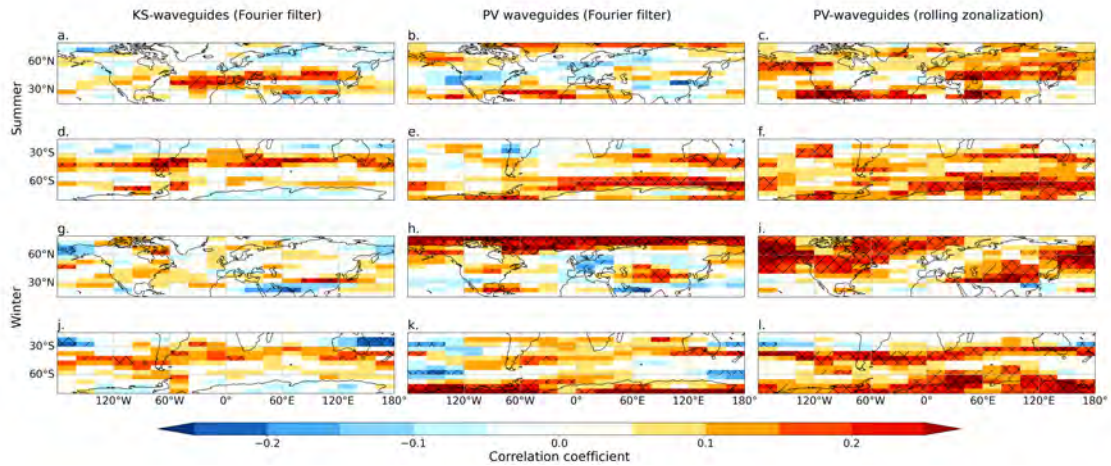 KS-waveguides (Fourier filter) PV waveguides (Fourier filter) PV-waveguides (rolling zonalization)
a. b. c.
60°N
30°N
Summer
d. e. f.
30°S
60°S
g. h. i.
60°N
30°N
Winter
j. k. l.
30°S
60°S
120°W 60°W 0° 60°E 120°E 180° 120°W 60°W 0° 60°E 120°E 180° 120°W 60°W 0° 60°E 120°E 180°
−0.2 −0.1 0.0 0.1 0.2
Correlation coefficient